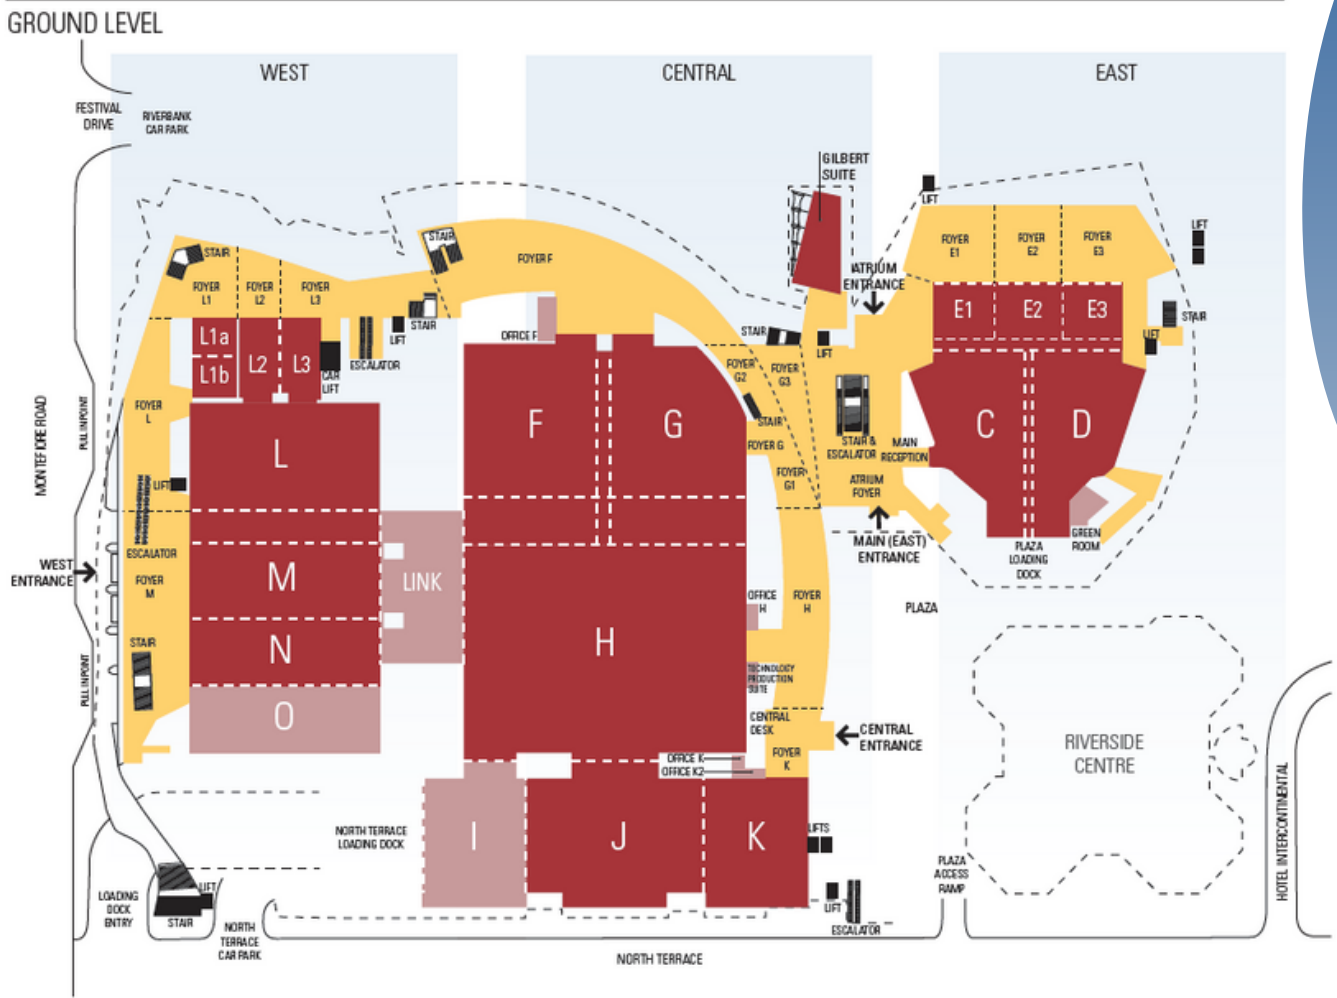 GROUND LEVEL
WEST
CENTRAL
EAST
FESTIVAL
DRIVE
RIVERBANK
CAR PARK
GILBERT
SUITE
LIFT
LIFT
STAIR
STAIR
FOYER F
FOYER
E1
FOYER
E2
FOYER
E3
ATRIUM
ENTRANCE
FOYER
L1
FOYER
L2
FOYER
L3
E1
E2
E3
STAIR
STAIR
OFFICE F
STAIR
LIFT
LIFT
LIFT
L1a
L1b
L2
L3
CAR
LIFT
ESCALATOR
FOYER
G2
FOYER
G3
MONTEFIORE ROAD
PULL IN POINT
FOYER
L
L
F
G
STAIR
C
D
FOYER G
STAIR &
ESCALATOR
MAIN
RECEPTION
FOYER
G1
ATRIUM
FOYER
LIFT
ESCALATOR
MAIN (EAST)
ENTRANCE
PLAZA
LOADING
DOCK
GREEN
ROOM
WEST
ENTRANCE
FOYER
M
M
LINK
OFFICE
H
FOYER
H
PLAZA
STAIR
N
H
PULL IN POINT
TECHNOLOGY
PRODUCTION
SUITE
O
CENTRAL
DESK
CENTRAL
ENTRANCE
RIVERSIDE
CENTRE
FOYER
K
OFFICE K
OFFICE K2
NORTH TERRACE
LOADING DOCK
I
J
K
LIFTS
HOTEL INTERCONTINENTAL
PLAZA
ACCESS
RAMP
LOADING
DOCK
ENTRY
LIFT
STAIR
NORTH
TERRACE
CAR PARK
LIFT
ESCALATOR
NORTH TERRACE